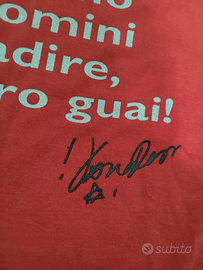 omini
adire,
ro guai!
subito